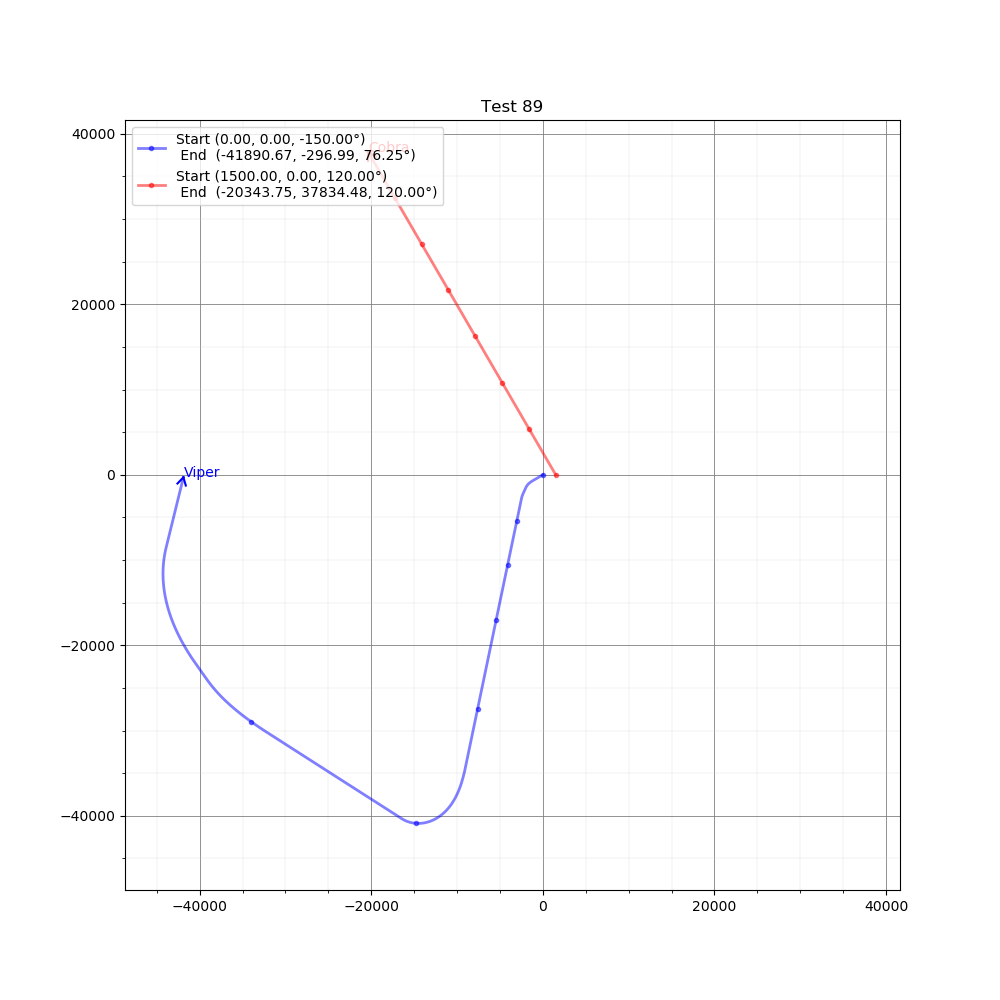 Test 89
Start (0.00, 0.00, -150.00°)
End (-41890.67, -296.99, 76.25°)
Start (1500.00, 0.00, 120.00°)
End (-20343.75, 37834.48, 120.00°)
Cobra
Viper
40000
20000
0
−20000
−40000
−40000
−20000
0
20000
40000